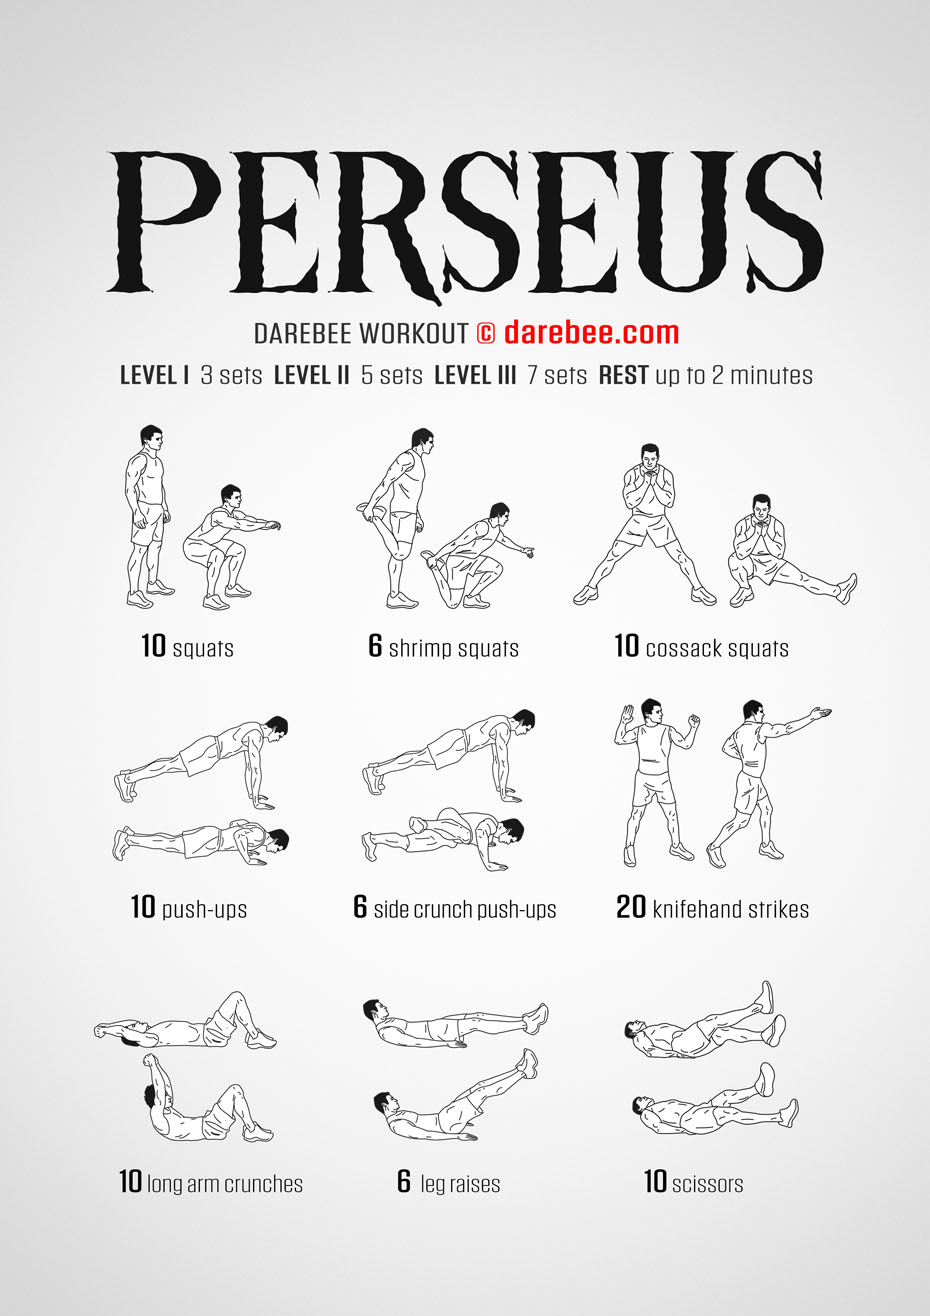 PERSEUS
DAREBEE WORKOUT © darebee.com
LEVEL I 3 sets LEVEL II 5 sets LEVEL III 7 sets REST up to 2 minutes
10 squats
6 shrimp squats
10 cossack squats
10 push-ups
6 side crunch push-ups
20 knifehand strikes
10 long arm crunches
6 leg raises
10 scissors